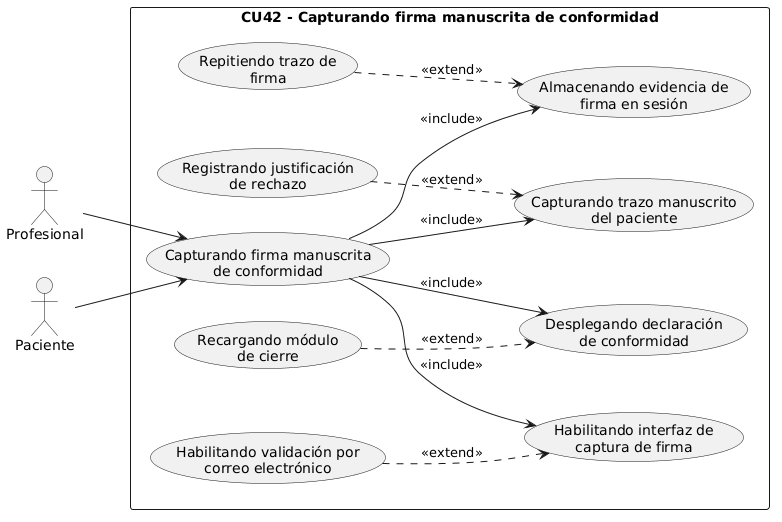 CU42 - Capturando firma manuscrita de conformidad
Repitiendo trazo de
firma
«extend»
Almacenando evidencia de
firma en sesión
«include»
Registrando justificación
de rechazo
«extend»
Capturando trazo manuscrito
del paciente
«include»
Profesional
Capturando firma manuscrita
de conformidad
«include»
Paciente
Desplegando declaración
de conformidad
Recargando módulo
de cierre
«extend»
«include»
Habilitando interfaz de
captura de firma
Habilitando validación por
correo electrónico
«extend»